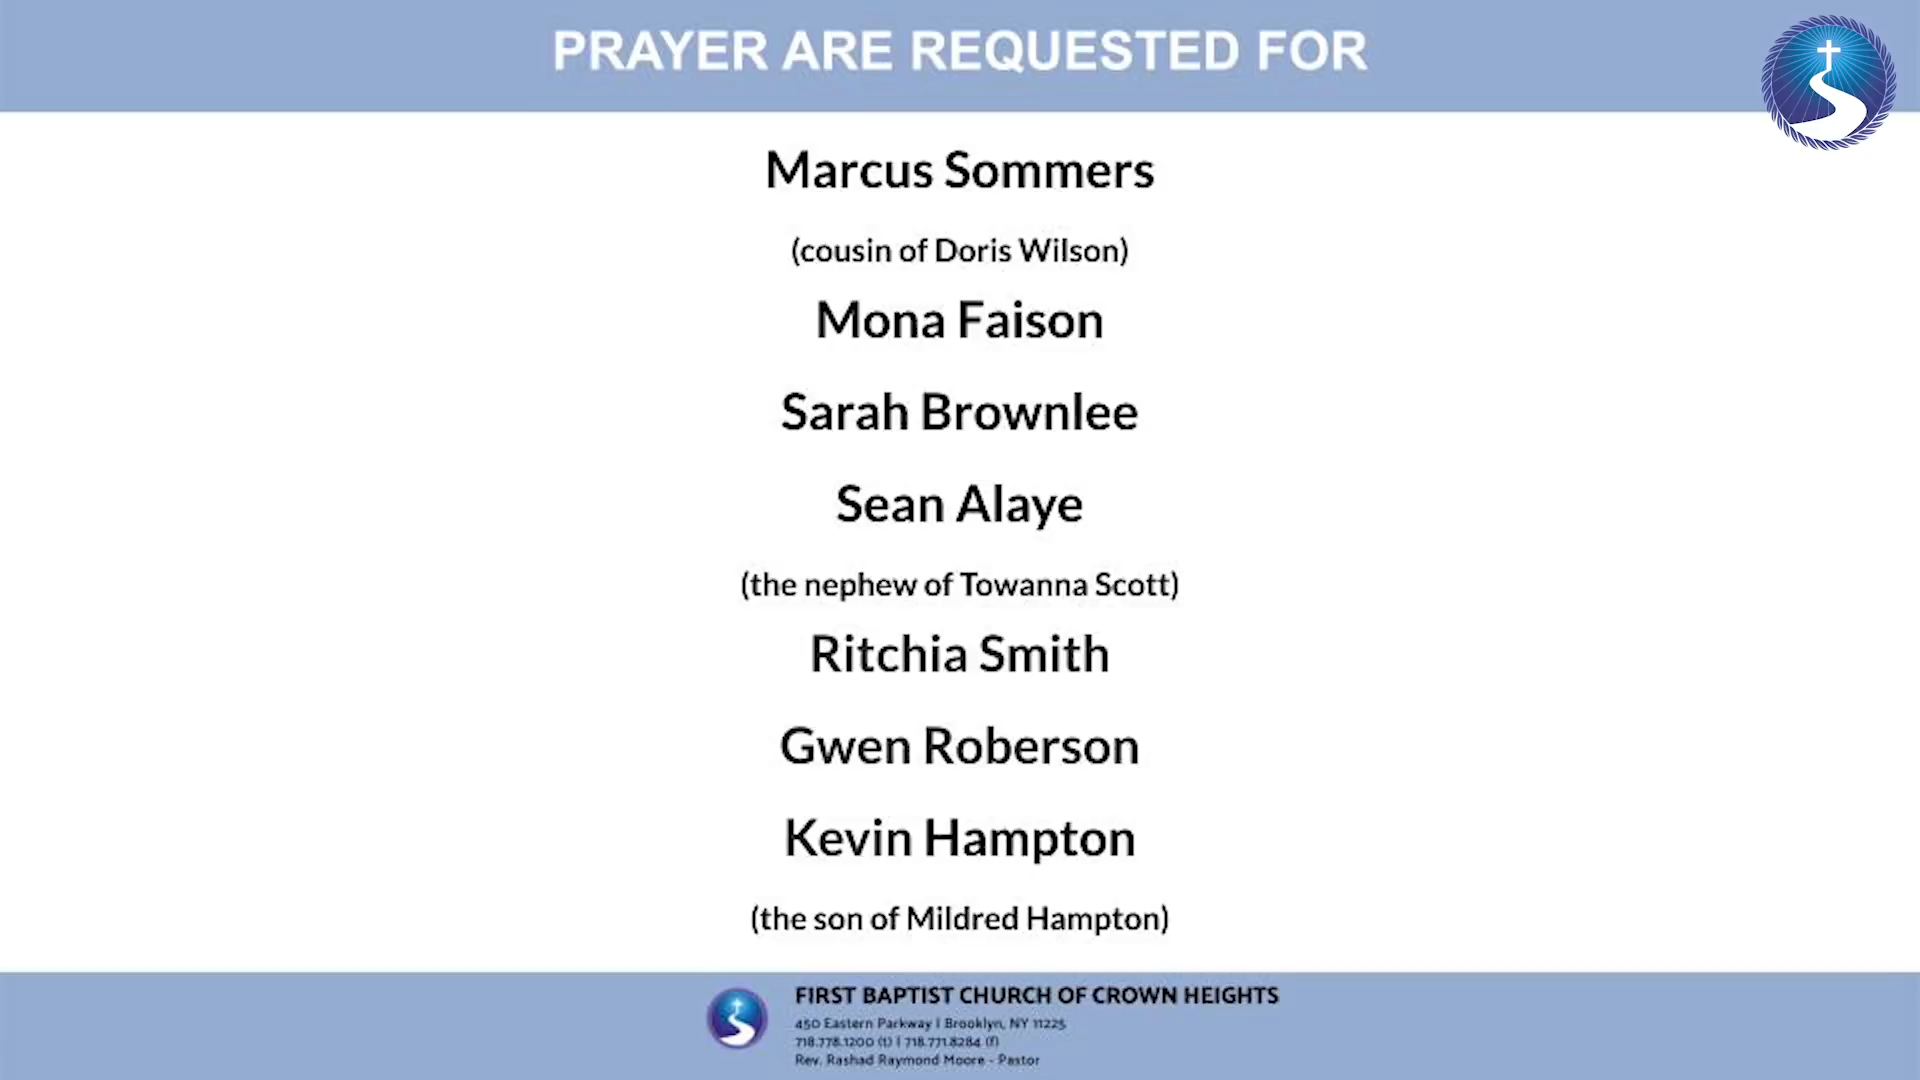 PRAYER ARE REQUESTED FOR
Marcus Sommers
(cousin of Doris Wilson)
Mona Faison
Sarah Brownlee
Sean Alaye
(the nephew of Towanna Scott)
Ritchia Smith
Gwen Roberson
Kevin Hampton
(the son of Mildred Hampton)
FIRST BAPTIST CHURCH OF CROWN HEIGHTS
450 Eastern Parkway | Brooklyn, NY 11225
718.778.1200 (t) | 718.771.8284 (f)
Rev. Rashad Raymond Moore - Pastor